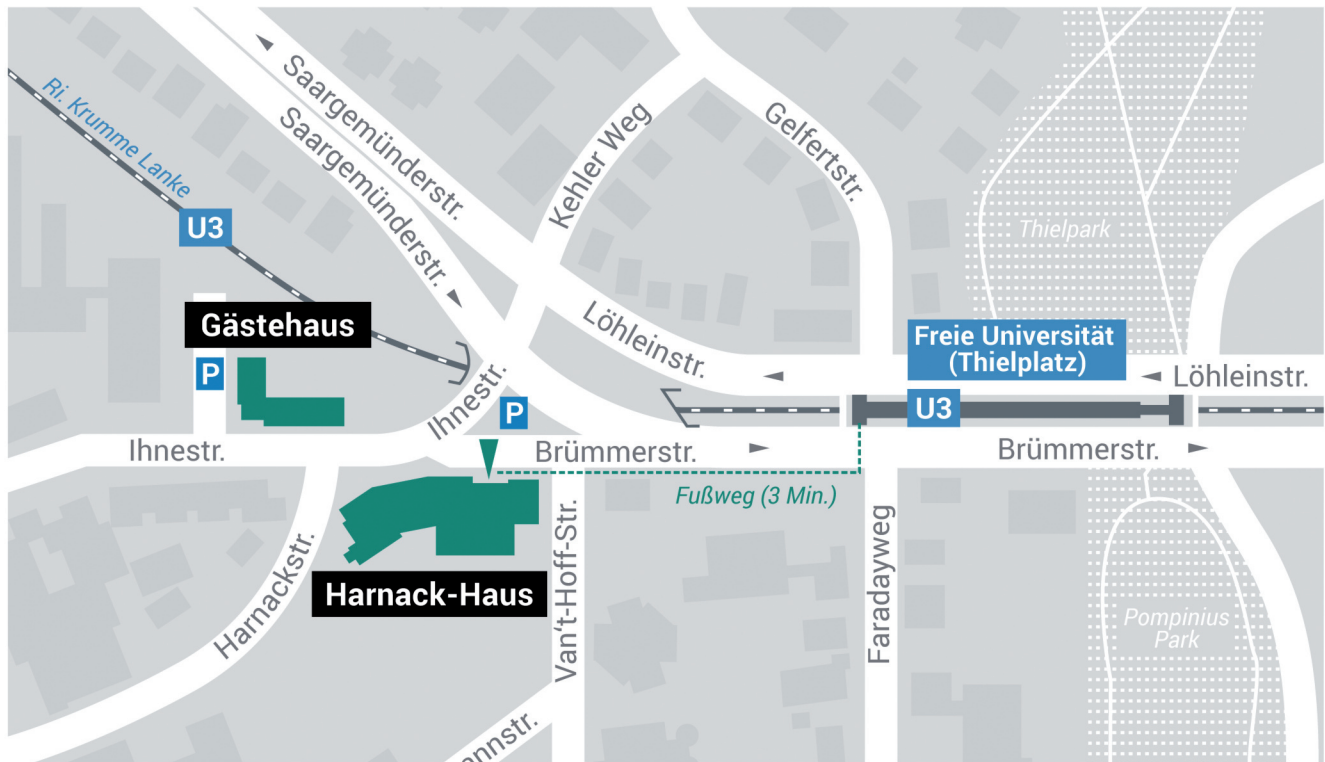 Saargemünderstr.
Saargemünderstr.
Ri. Krumme Lanke
U3
Kehler Weg
Gelfertstr.
Thielpark
Gästehaus
P
Löhleinstr.
Freie Universität
(Thielplatz)
U3
Löhleinstr.
Ihnestr.
P
Ihnestr.
Brümmerstr.
Brümmerstr.
Fußweg (3 Min.)
Harnackstr.
Harnack-Haus
Van't-Hoff-Str.
Faradayweg
Pompinius
Park
annstr.